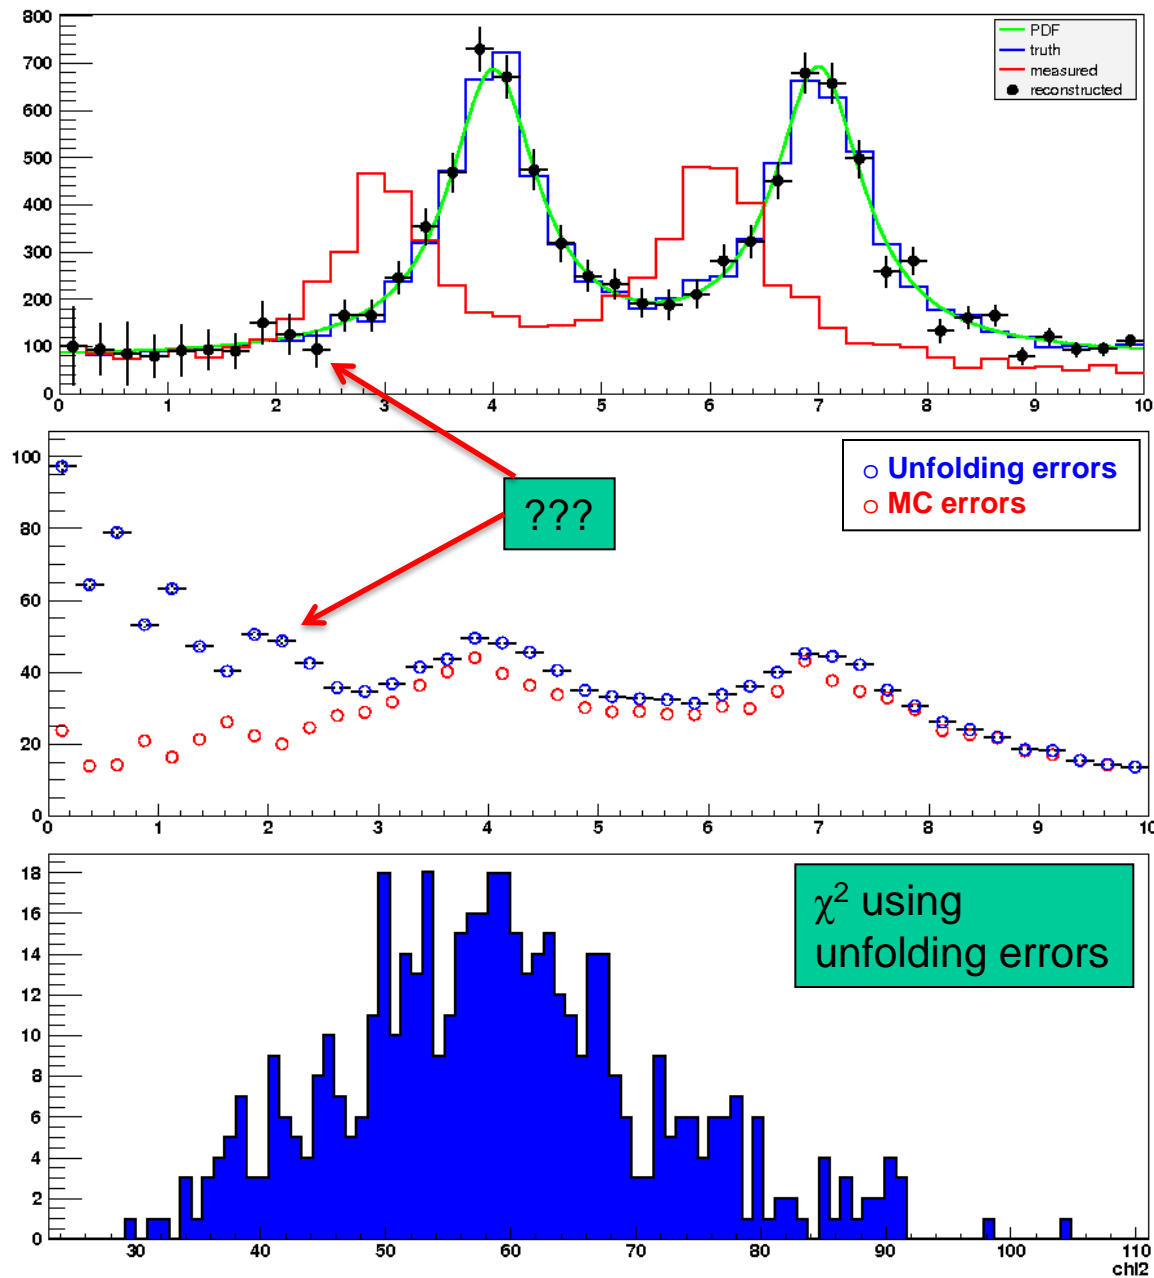 800
700
600
500
400
300
200
100
0
0 1 2 3 4 5 6 7 8 9 10
PDF
truth
measured
reconstructed
100
80
60
40
20
0
0 1 2 3 4 5 6 7 8 9 10
Unfolding errors
MC errors
???
18
16
14
12
10
8
6
4
2
0
30 40 50 60 70 80 90 100 110
chi2
χ² using
unfolding errors